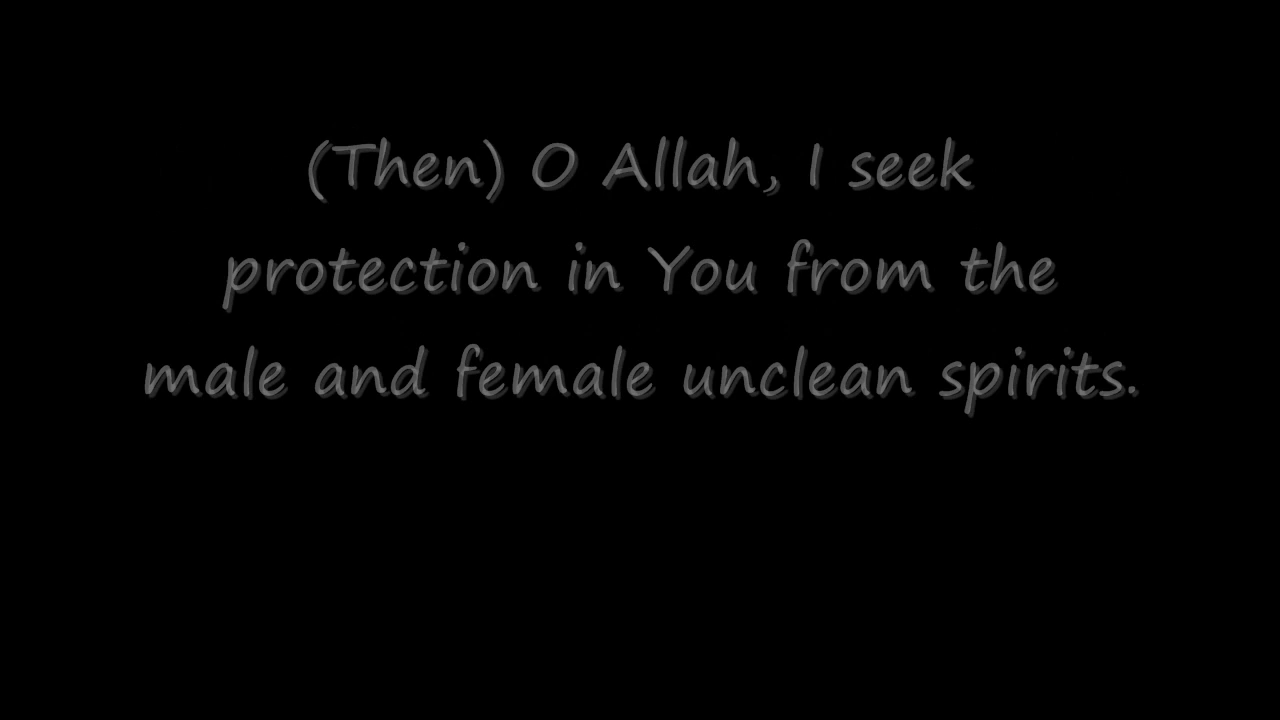 (Then) O Allah, I seek
protection in You from the
male and female unclean spirits.